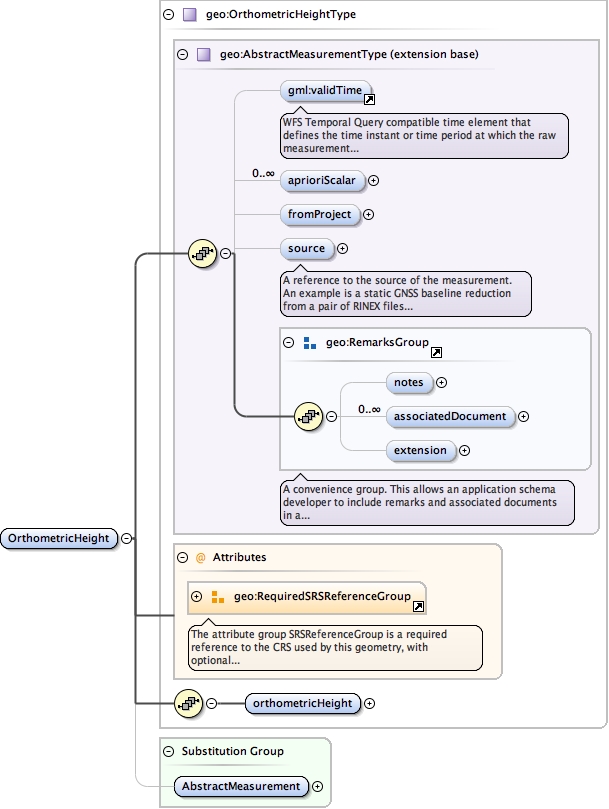 geo:OrthometricHeightType
geo:AbstractMeasurementType (extension base)
gml:validTime
WFS Temporal Query compatible time element that
defines the time instant or time period at which the raw
measurement...
0..∞
aprioriScalar
fromProject
source
A reference to the source of the measurement.
An example is a static GNSS baseline reduction
from a pair of RINEX files...
geo:RemarksGroup
notes
0..∞
associatedDocument
extension
A convenience group. This allows an application schema
developer to include remarks and associated documents
in a...
OrthometricHeight
@ Attributes
geo:RequiredSRSReferenceGroup
The attribute group SRSReferenceGroup is a required
reference to the CRS used by this geometry, with
optional...
orthometricHeight
Substitution Group
AbstractMeasurement